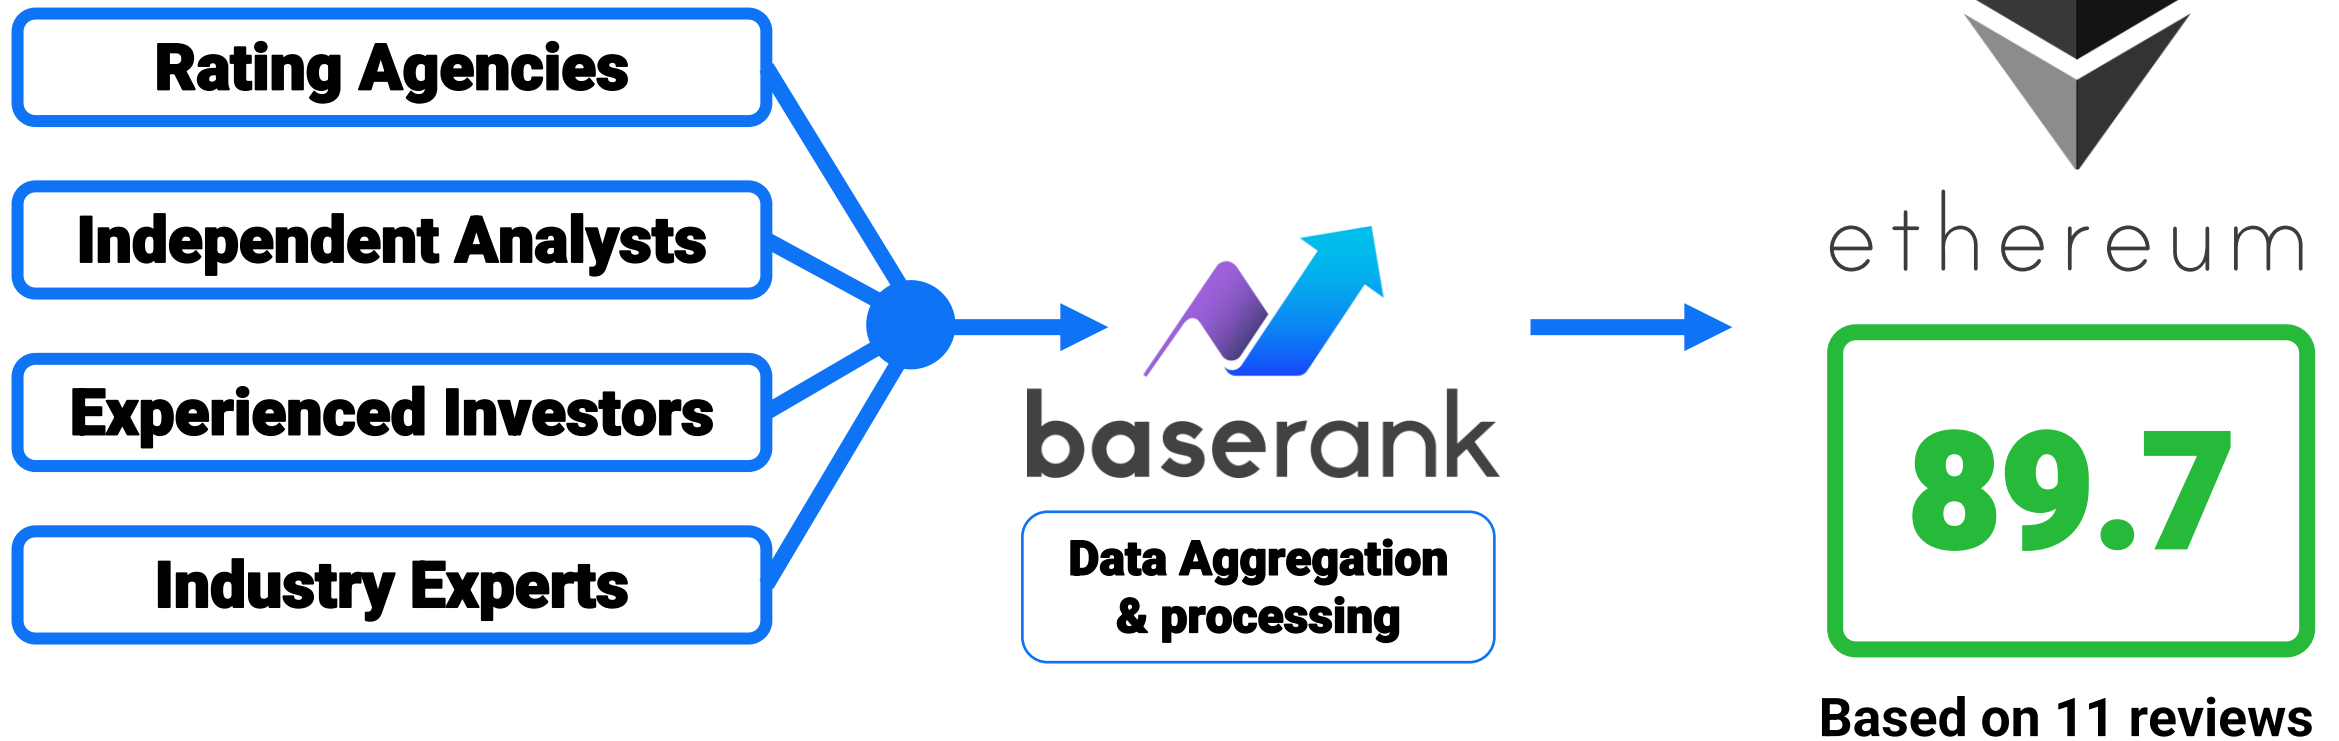 Rating Agencies
Independent Analysts
Experienced Investors
Industry Experts
baserank
Data Aggregation
& processing
ethereum
89.7
Based on 11 reviews